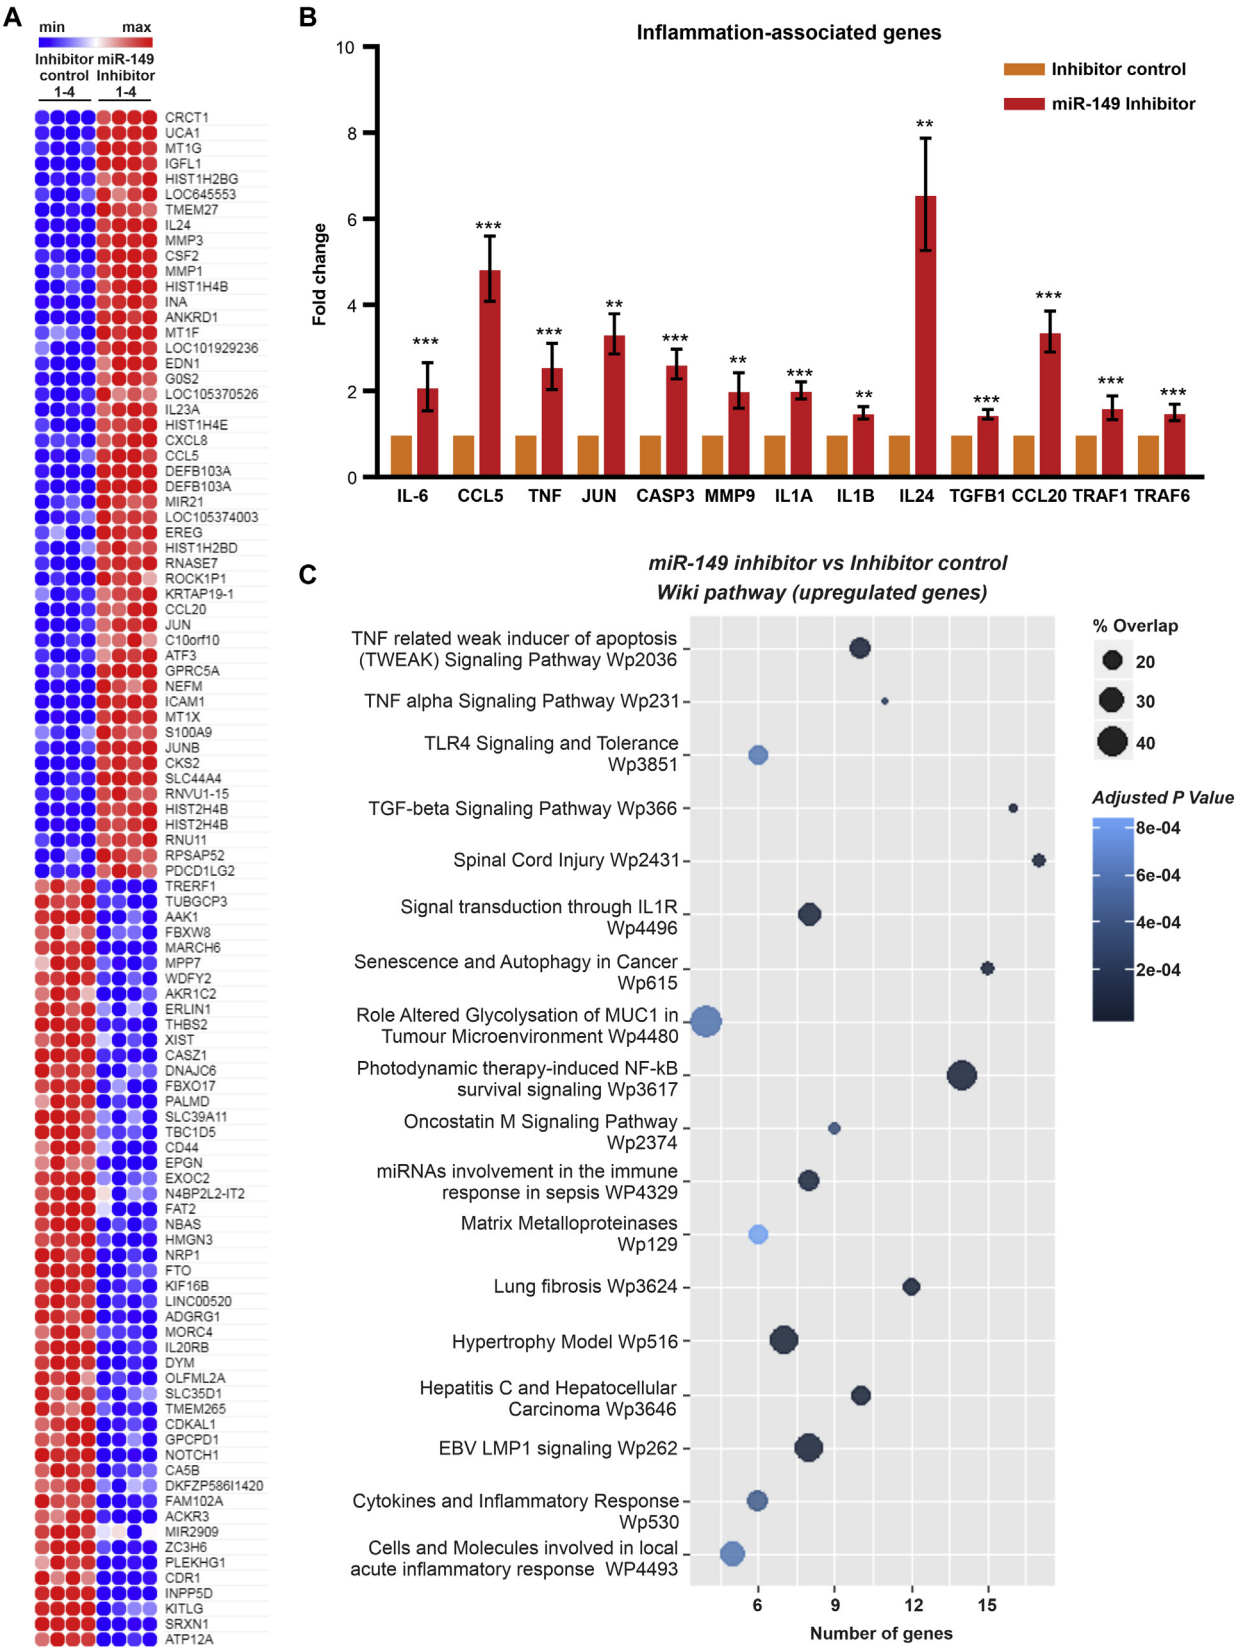 A
min max
Inhibitor miR-149
control Inhibitor
1-4 1-4
CRCT1
UCA1
MT1G
IGFL1
HIST1H2BG
LOC645553
TMEM27
IL24
MMP3
CSF2
MMP1
HIST1H4B
INA
ANKRD1
MT1F
LOC101929236
EDN1
G0S2
LOC105370526
IL23A
HIST1H4E
CXCL8
CCL5
DEFB103A
DEFB103A
MIR21
LOC105374003
EREG
HIST1H2BD
RNASE7
ROCK1P1
KRTAP19-1
CCL20
JUN
C10orf10
ATF3
GPRC5A
NEFM
ICAM1
MT1X
S100A9
JUNB
CKS2
SLC44A4
RNVU1-15
HIST2H4B
HIST2H4B
RNU11
RPSAP52
PDCD1LG2
TRERF1
TUBGCP3
AAK1
FBXW8
MARCH6
MPP7
WDFY2
AKR1C2
ERLIN1
THBS2
XIST
CASZ1
DNAJC6
FBXO17
PALMD
SLC39A11
TBC1D5
CD44
EPGN
EXOC2
N4BP2L2-IT2
FAT2
NBAS
HMGN3
NRP1
FTO
KIF16B
LINC00520
ADGRG1
MORC4
IL20RB
DYM
OLFML2A
SLC35D1
TMEM265
CDKAL1
GPCPD1
NOTCH1
CA5B
DKFZP586I1420
FAM102A
ACKR3
MIR2909
ZC3H6
PLEKHG1
CDR1
INPP5D
KITLG
SRXN1
ATP12A
B
Inflammation-associated genes
Inhibitor control
miR-149 Inhibitor
Fold change
10
8
6
4
2
0
*** *** *** ** *** ** *** ** ** *** *** *** ***
IL-6 CCL5 TNF JUN CASP3 MMP9 IL1A IL1B IL24 TGFB1 CCL20 TRAF1 TRAF6
C
miR-149 inhibitor vs Inhibitor control
Wiki pathway (upregulated genes)
TNF related weak inducer of apoptosis
(TWEAK) Signaling Pathway Wp2036
TNF alpha Signaling Pathway Wp231
TLR4 Signaling and Tolerance
Wp3851
TGF-beta Signaling Pathway Wp366
Spinal Cord Injury Wp2431
Signal transduction through IL1R
Wp4496
Senescence and Autophagy in Cancer
Wp615
Role Altered Glycolysation of MUC1 in
Tumour Microenvironment Wp4480
Photodynamic therapy-induced NF-kB
survival signaling Wp3617
Oncostatin M Signaling Pathway
Wp2374
miRNAs involvement in the immune
response in sepsis WP4329
Matrix Metalloproteinases
Wp129
Lung fibrosis Wp3624
Hypertrophy Model Wp516
Hepatitis C and Hepatocellular
Carcinoma Wp3646
EBV LMP1 signaling Wp262
Cytokines and Inflammatory Response
Wp530
Cells and Molecules involved in local
acute inflammatory response WP4493
6 9 12 15
Number of genes
% Overlap
20
30
40
Adjusted P Value
8e-04
6e-04
4e-04
2e-04